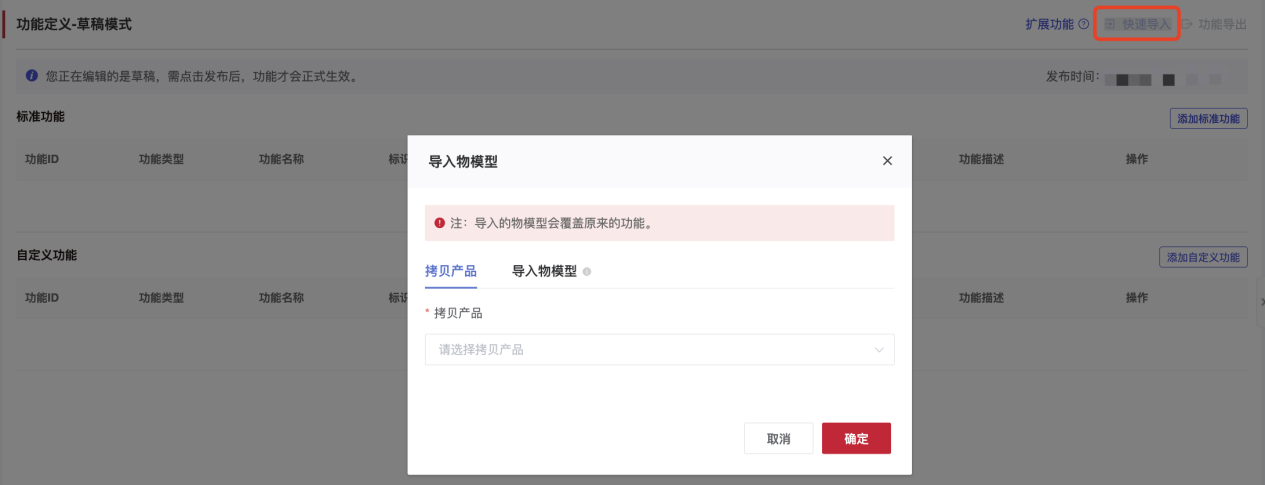 功能定义-草稿模式
扩展功能 快速导入 功能导出
您正在编辑的是草稿，需点击发布后，功能才会正式生效。 发布时间：
标准功能 添加标准功能
功能ID 功能类型 功能名称 标识 功能描述 操作
导入物模型
注：导入的物模型会覆盖原来的功能。
自定义功能 添加自定义功能
拷贝产品 导入物模型
功能ID 功能类型 功能名称 标识 功能描述 操作
* 拷贝产品
请选择拷贝产品
取消 确定